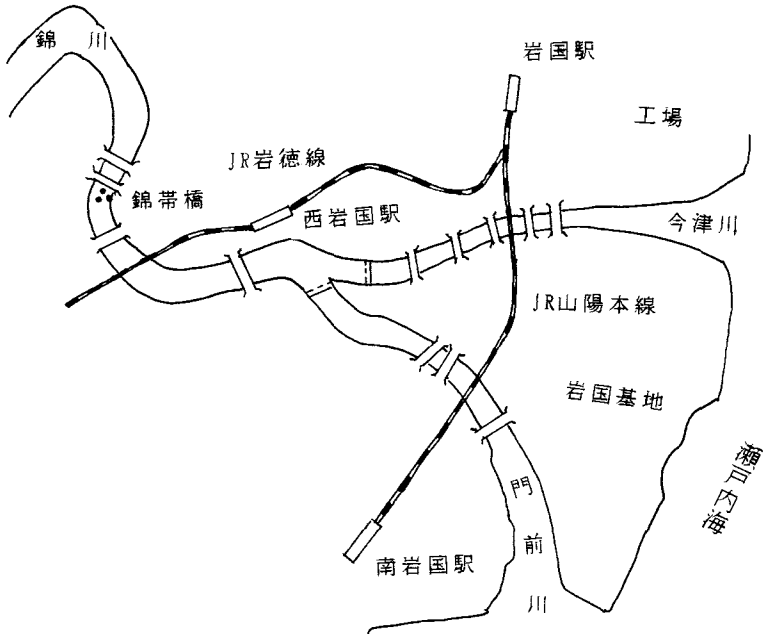 錦川
岩国駅
工場
JR岩徳線
錦帯橋
西岩国駅
今津川
JR山陽本線
岩国基地
瀬戸内海
門前川
南岩国駅